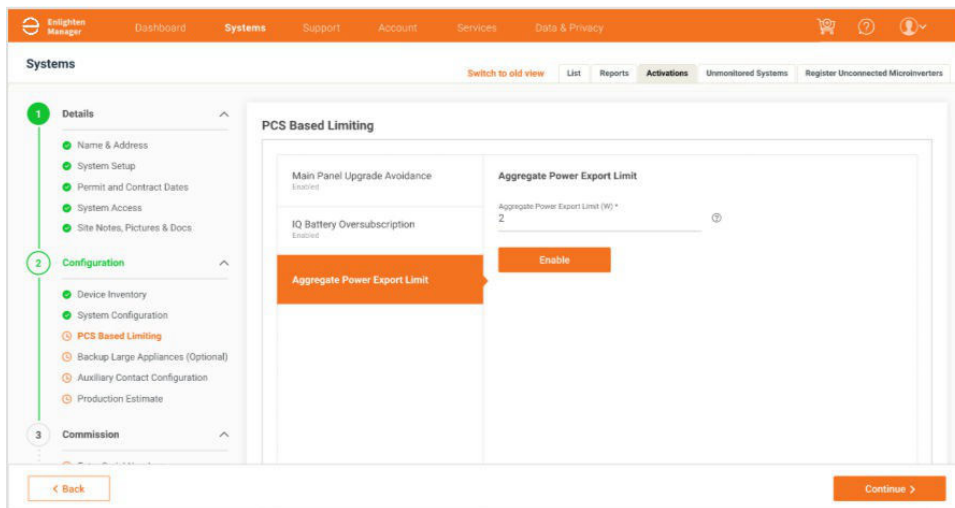 Enlighten
Manager
Dashboard
Systems
Support
Account
Services
Data & Privacy
Systems
Switch to old view
List
Reports
Activations
Unmonitored Systems
Register Unconnected Microinverters
1
Details
Name & Address
System Setup
Permit and Contract Dates
System Access
Site Notes, Pictures & Docs
2
Configuration
Device Inventory
System Configuration
PCS Based Limiting
Backup Large Appliances (Optional)
Auxiliary Contact Configuration
Production Estimate
3
Commission
PCS Based Limiting
Main Panel Upgrade Avoidance
Enabled
IQ Battery Oversubscription
Enabled
Aggregate Power Export Limit
Aggregate Power Export Limit
Aggregate Power Export Limit (W) *
2
Enable
< Back
Continue >